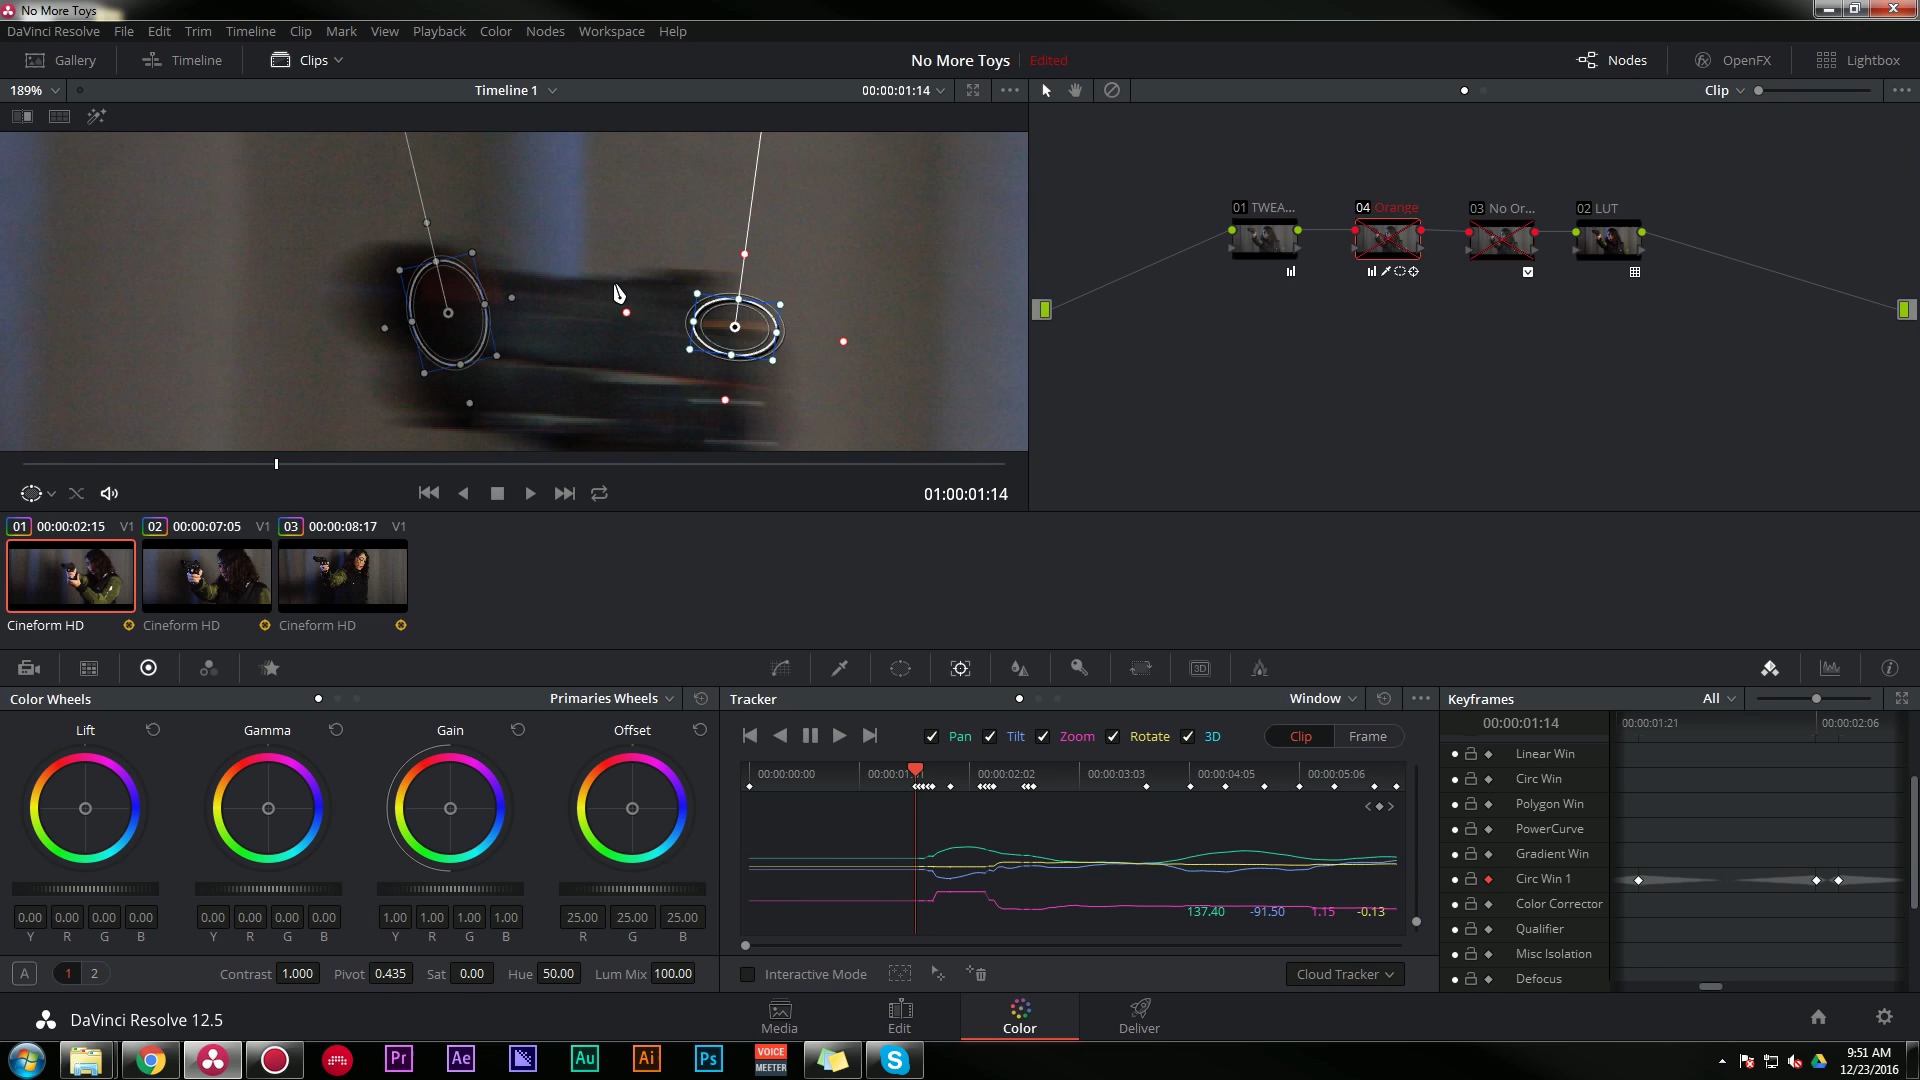 No More Toys
DaVinci Resolve File Edit Trim Timeline Clip Mark View Playback Color Nodes Workspace Help
Gallery Timeline Clips No More Toys Edited Nodes OpenFX Lightbox
189% Timeline 1 00:00:01:14 Clip
01 TWEA... 04 Orange 03 No Or... 02 LUT
01:00:01:14
01 00:00:02:15 V1 02 00:00:07:05 V1 03 00:00:08:17 V1
Cineform HD Cineform HD Cineform HD
3D
Color Wheels Primaries Wheels Tracker Window Keyframes All
Lift Gamma Gain Offset
Pan Tilt Zoom Rotate 3D Clip Frame
00:00:01:14 00:00:01:21 00:00:02:06
00:00:00:00 00:00:02:02 00:00:03:03 00:00:04:05 00:00:05:06
Linear Win
Circ Win
Polygon Win
PowerCurve
Gradient Win
Circ Win 1
Color Corrector
Qualifier
Misc Isolation
Defocus
137.40 -91.50 1.15 -0.13
0.00 0.00 0.00 0.00 0.00 0.00 0.00 0.00 1.00 1.00 1.00 1.00 25.00 25.00 25.00
Y R G B Y R G B Y R G B R G B
A 1 2 Contrast 1.000 Pivot 0.435 Sat 0.00 Hue 50.00 Lum Mix 100.00
Interactive Mode Cloud Tracker
DaVinci Resolve 12.5 Media Edit Color Deliver
Pr Ae Au Ai Ps VOICE MEETER S
9:51 AM
12/23/2016